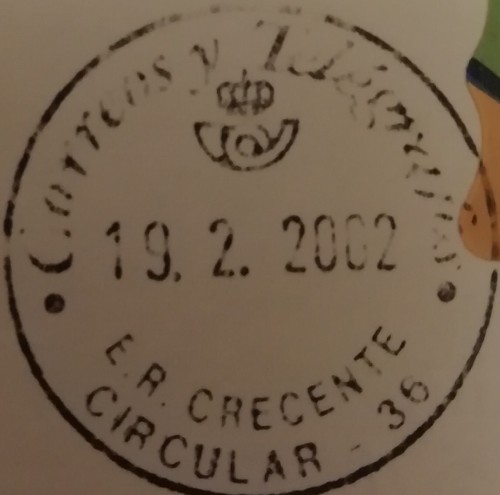 Correos y Telégrafos
19. 2. 2002
E.R. CRECENTE
CIRCULAR - 36